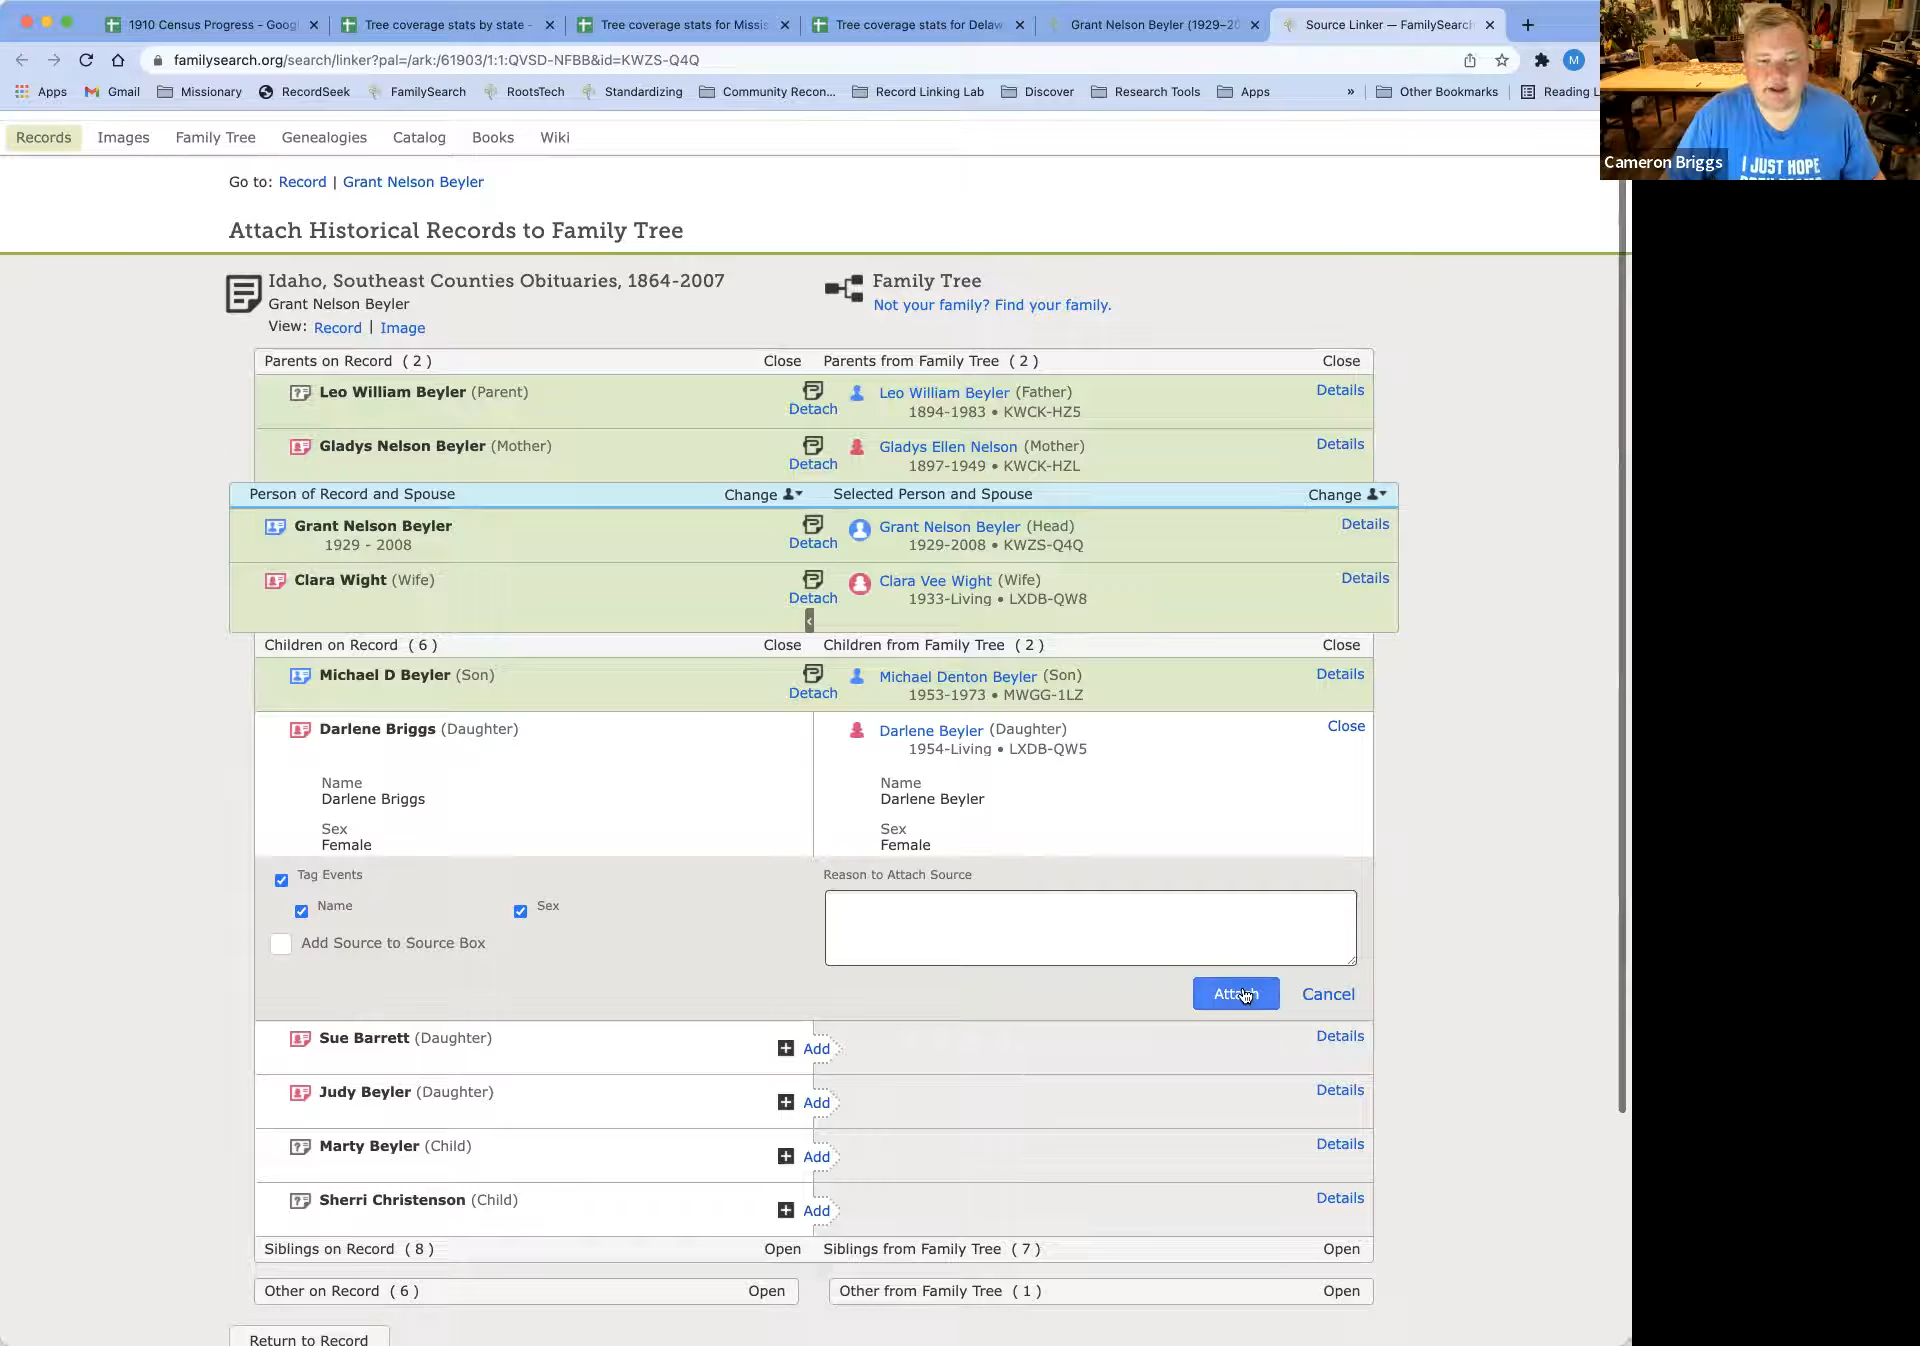 1910 Census Progress - Goog
Tree coverage stats by state -
Tree coverage stats for Missis
Tree coverage stats for Delaw
Grant Nelson Beyler (1929–20
Source Linker — FamilySearch
familysearch.org/search/linker?pal=/ark:/61903/1:1:QVSD-NFBB&id=KWZS-Q4Q
M
Apps Gmail Missionary RecordSeek FamilySearch RootsTech Standardizing Community Recon... Record Linking Lab Discover Research Tools Apps » Other Bookmarks Reading L
Records Images Family Tree Genealogies Catalog Books Wiki
Cameron Briggs
I JUST HOPE
Go to: Record | Grant Nelson Beyler
Attach Historical Records to Family Tree
Idaho, Southeast Counties Obituaries, 1864-2007
Grant Nelson Beyler
View: Record | Image
Family Tree
Not your family? Find your family.
Parents on Record ( 2 ) Close Parents from Family Tree ( 2 ) Close
Leo William Beyler (Parent) Detach Leo William Beyler (Father) Details
1894-1983 • KWCK-HZ5
Gladys Nelson Beyler (Mother) Detach Gladys Ellen Nelson (Mother) Details
1897-1949 • KWCK-HZL
Person of Record and Spouse Change Selected Person and Spouse Change
Grant Nelson Beyler Grant Nelson Beyler (Head) Details
1929 - 2008 Detach 1929-2008 • KWZS-Q4Q
Clara Wight (Wife) Clara Vee Wight (Wife) Details
Detach 1933-Living • LXDB-QW8
Children on Record ( 6 ) Close Children from Family Tree ( 2 ) Close
Michael D Beyler (Son) Michael Denton Beyler (Son) Details
Detach 1953-1973 • MWGG-1LZ
Darlene Briggs (Daughter) Darlene Beyler (Daughter) Close
1954-Living • LXDB-QW5
Name Name
Darlene Briggs Darlene Beyler
Sex Sex
Female Female
Tag Events Reason to Attach Source
Name Sex
Add Source to Source Box
Attach Cancel
Sue Barrett (Daughter) Add Details
Judy Beyler (Daughter) Add Details
Marty Beyler (Child) Add Details
Sherri Christenson (Child) Add Details
Siblings on Record ( 8 ) Open Siblings from Family Tree ( 7 ) Open
Other on Record ( 6 ) Open Other from Family Tree ( 1 ) Open
Return to Record